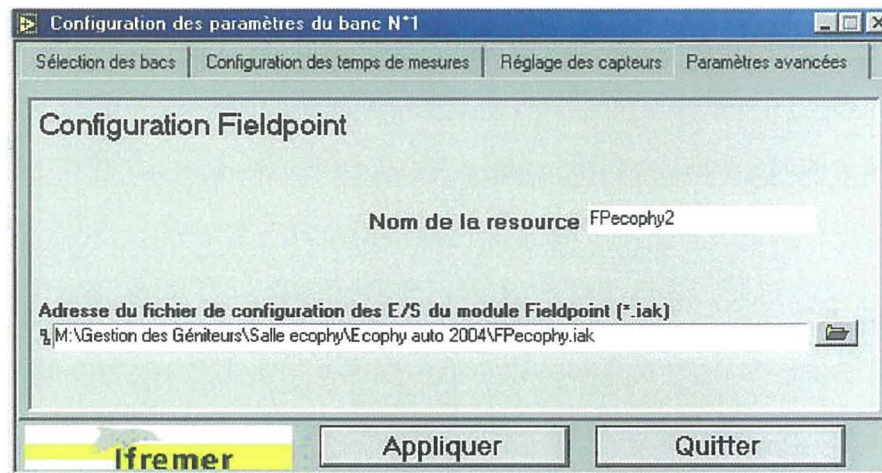 Configuration des paramètres du banc N°1
Sélection des bacs | Configuration des temps de mesures | Réglage des capteurs | Paramètres avancées
Configuration Fieldpoint
Nom de la resource FPecophy2
Adresse du fichier de configuration des E/S du module Fieldpoint (*.iak)
M:\Gestion des Géniteurs\Salle ecophy\Ecophy auto 2004\FPecophy.iak
Ifremer Appliquer Quitter